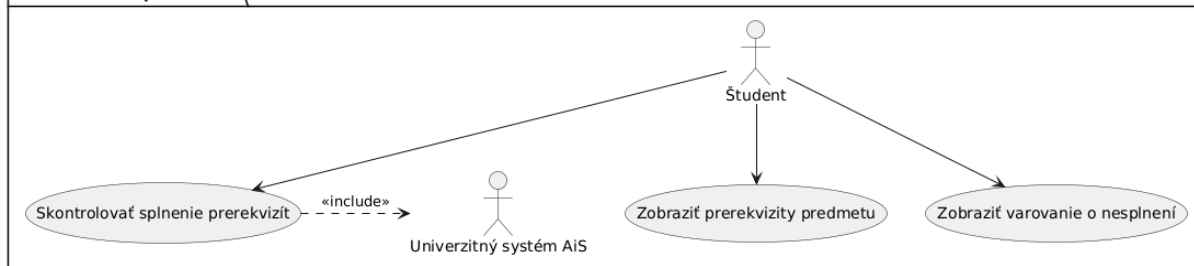 Študent
Skontrolovať splnenie prerekvizít
«include»
Univerzitný systém AiS
Zobraziť prerekvizity predmetu
Zobraziť varovanie o nesplnení